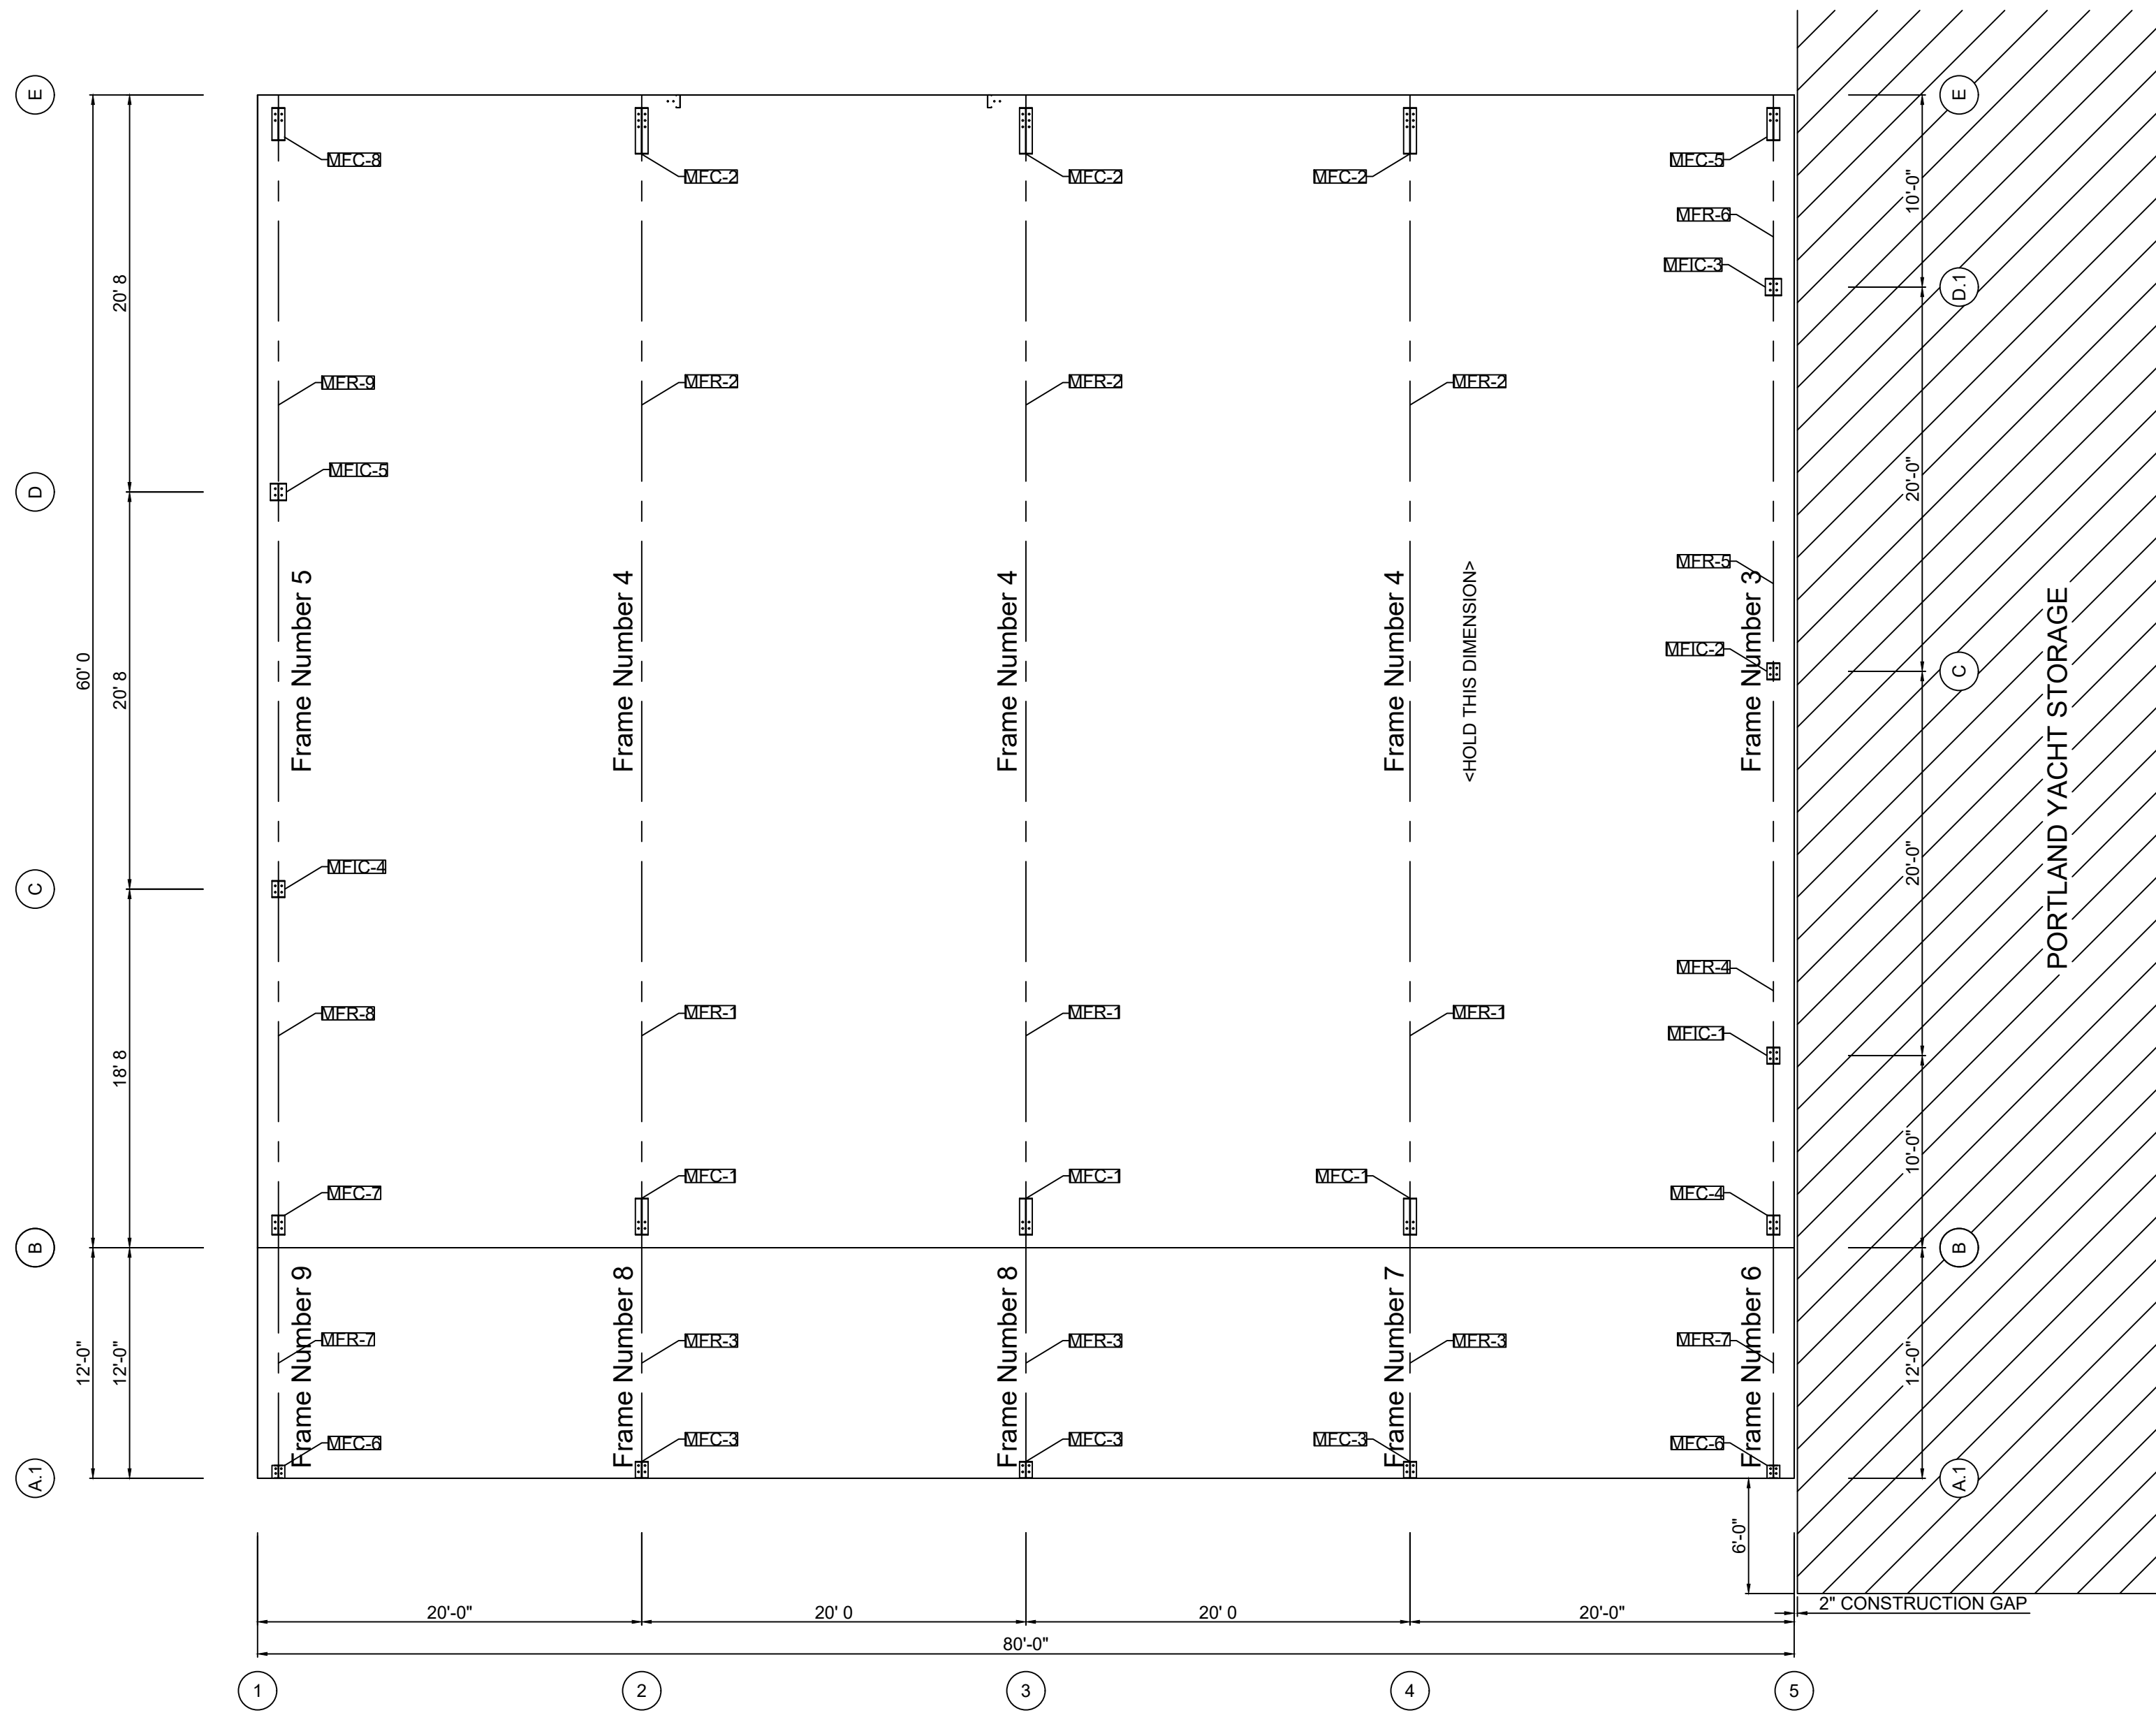 E
E
MFC-8
MFC-2
MFC-2
MFC-2
MFC-5
10'-0"
MFR-6
MFIC-3
D.1
20' 8
MFR-9
MFR-2
MFR-2
MFR-2
MFIC-5
20'-0"
D
Frame Number 5
Frame Number 4
Frame Number 4
Frame Number 4
<HOLD THIS DIMENSION>
MFR-5
Frame Number 3
MFIC-2
C
PORTLAND YACHT STORAGE
60' 0
20' 8
MFIC-4
20'-0"
C
MFR-4
MFR-8
MFR-1
MFR-1
MFR-1
MFIC-1
18' 8
10'-0"
MFC-7
MFC-1
MFC-1
MFC-1
MFC-4
B
B
Frame Number 9
Frame Number 8
Frame Number 8
Frame Number 7
Frame Number 6
MFR-7
MFR-3
MFR-3
MFR-3
MFR-7
12'-0"
12'-0"
12'-0"
MFC-6
MFC-3
MFC-3
MFC-3
MFC-6
A.1
A.1
6'-0"
2" CONSTRUCTION GAP
20'-0"
20' 0
20' 0
20'-0"
80'-0"
1
2
3
4
5